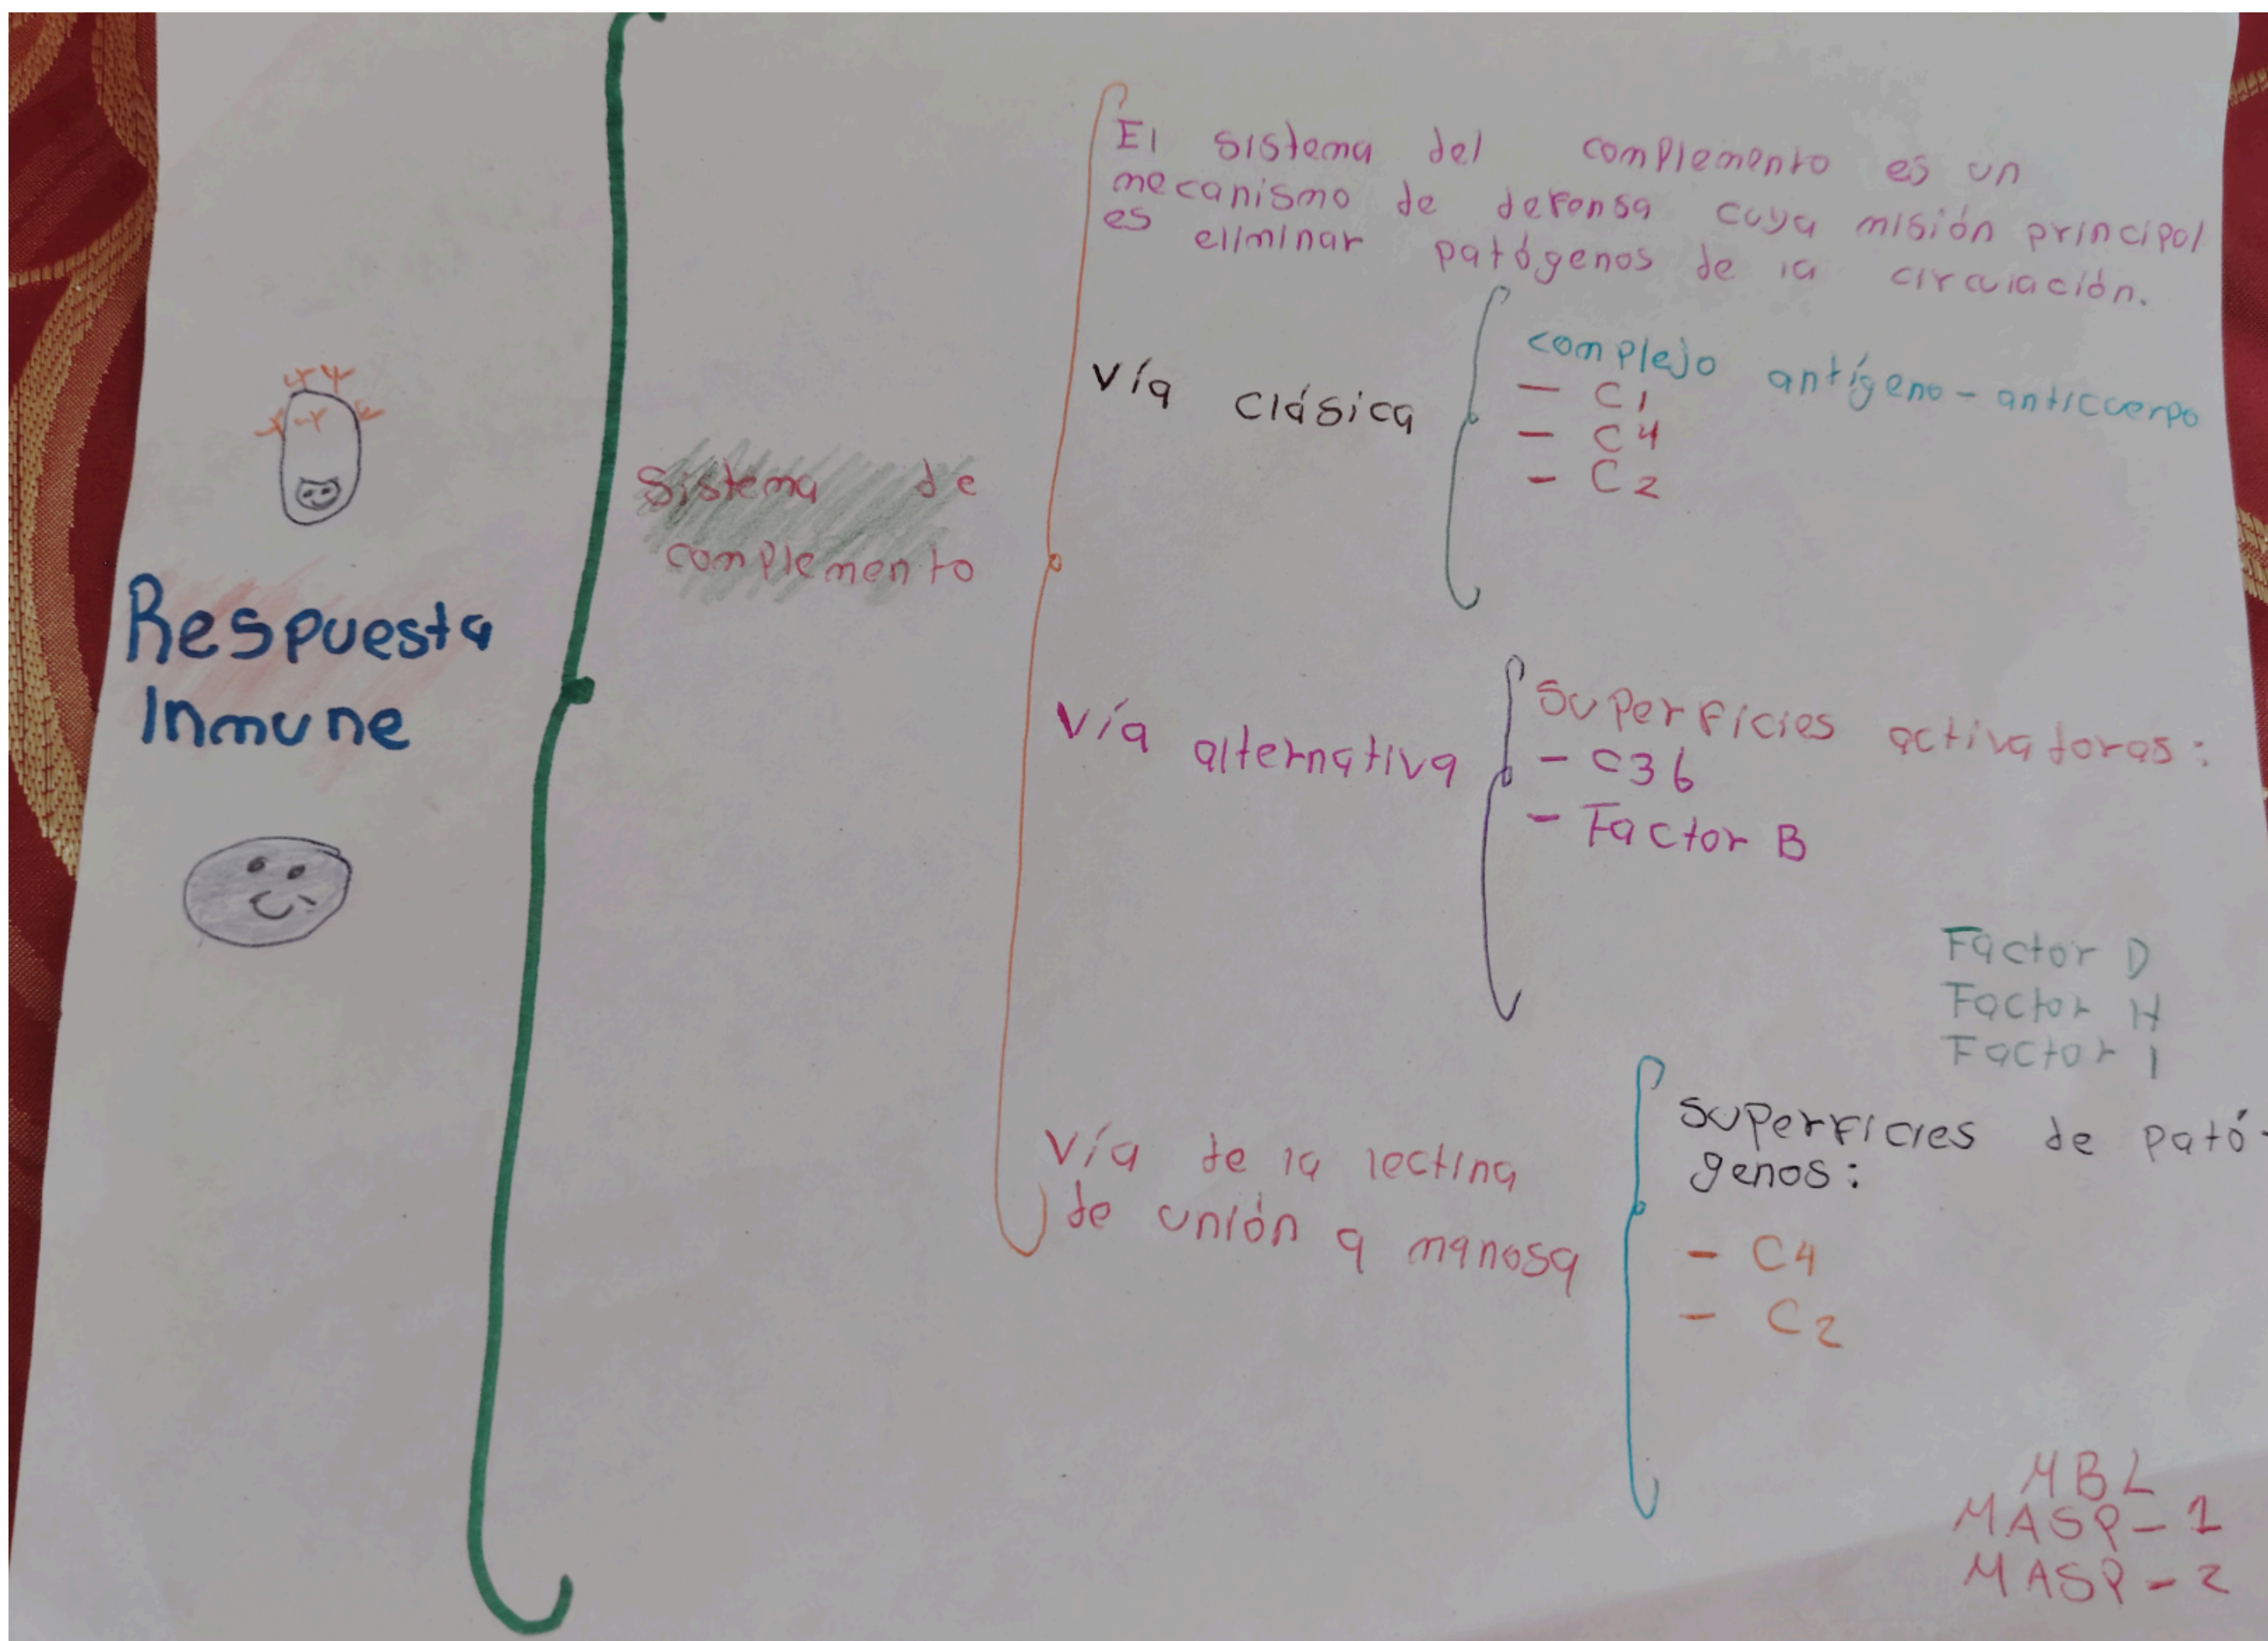 Respuesta
Inmune
Sistema de
complemento
El sistema del complemento es un
mecanismo de defensa cuya misión principal
es eliminar patógenos de la circulación.
Vía clásica
complejo antígeno-anticuerpo
- C1
- C4
- C2
Vía alternativa
Superficies activadoras:
- C3b
- Factor B
Factor D
Factor H
Factor I
Vía de la lectina
de unión a manosa
Superficies de pató-
genos:
- C4
- C2
MBL
MASP-1
MASP-2